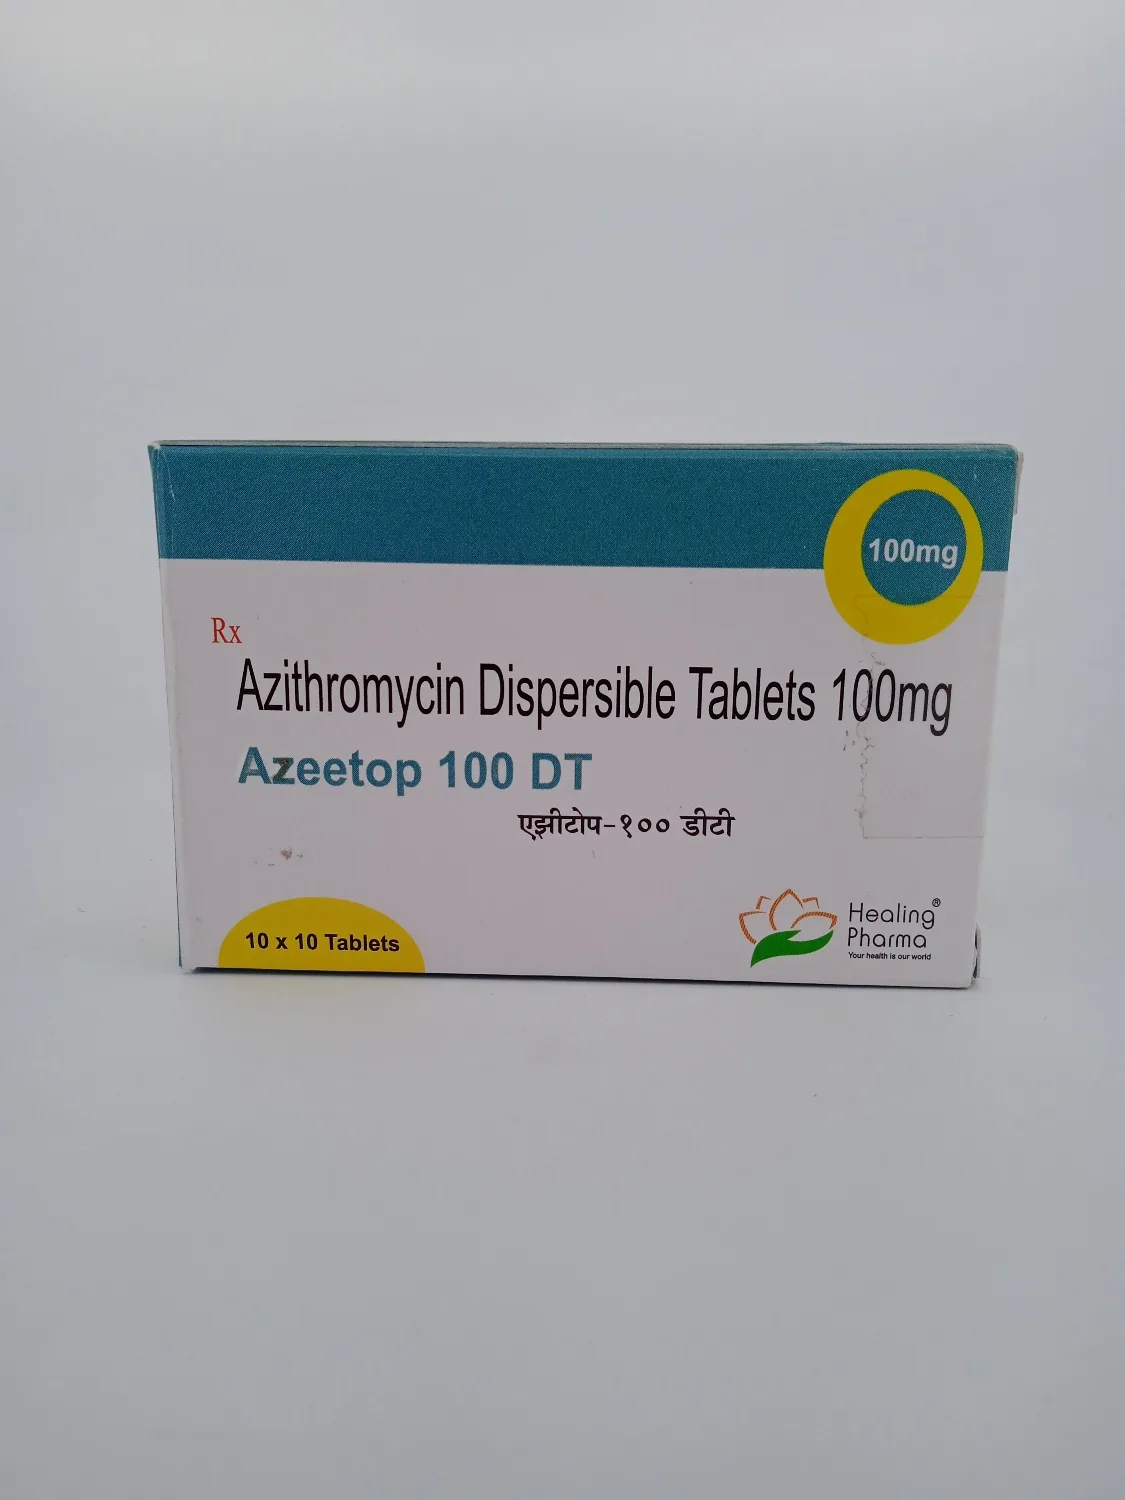 100mg
Rx
Azithromycin Dispersible Tablets 100mg
Azeetop 100 DT
एझीटोप-१०० डीटी
10 x 10 Tablets
Healing®
Pharma
Your health is our world